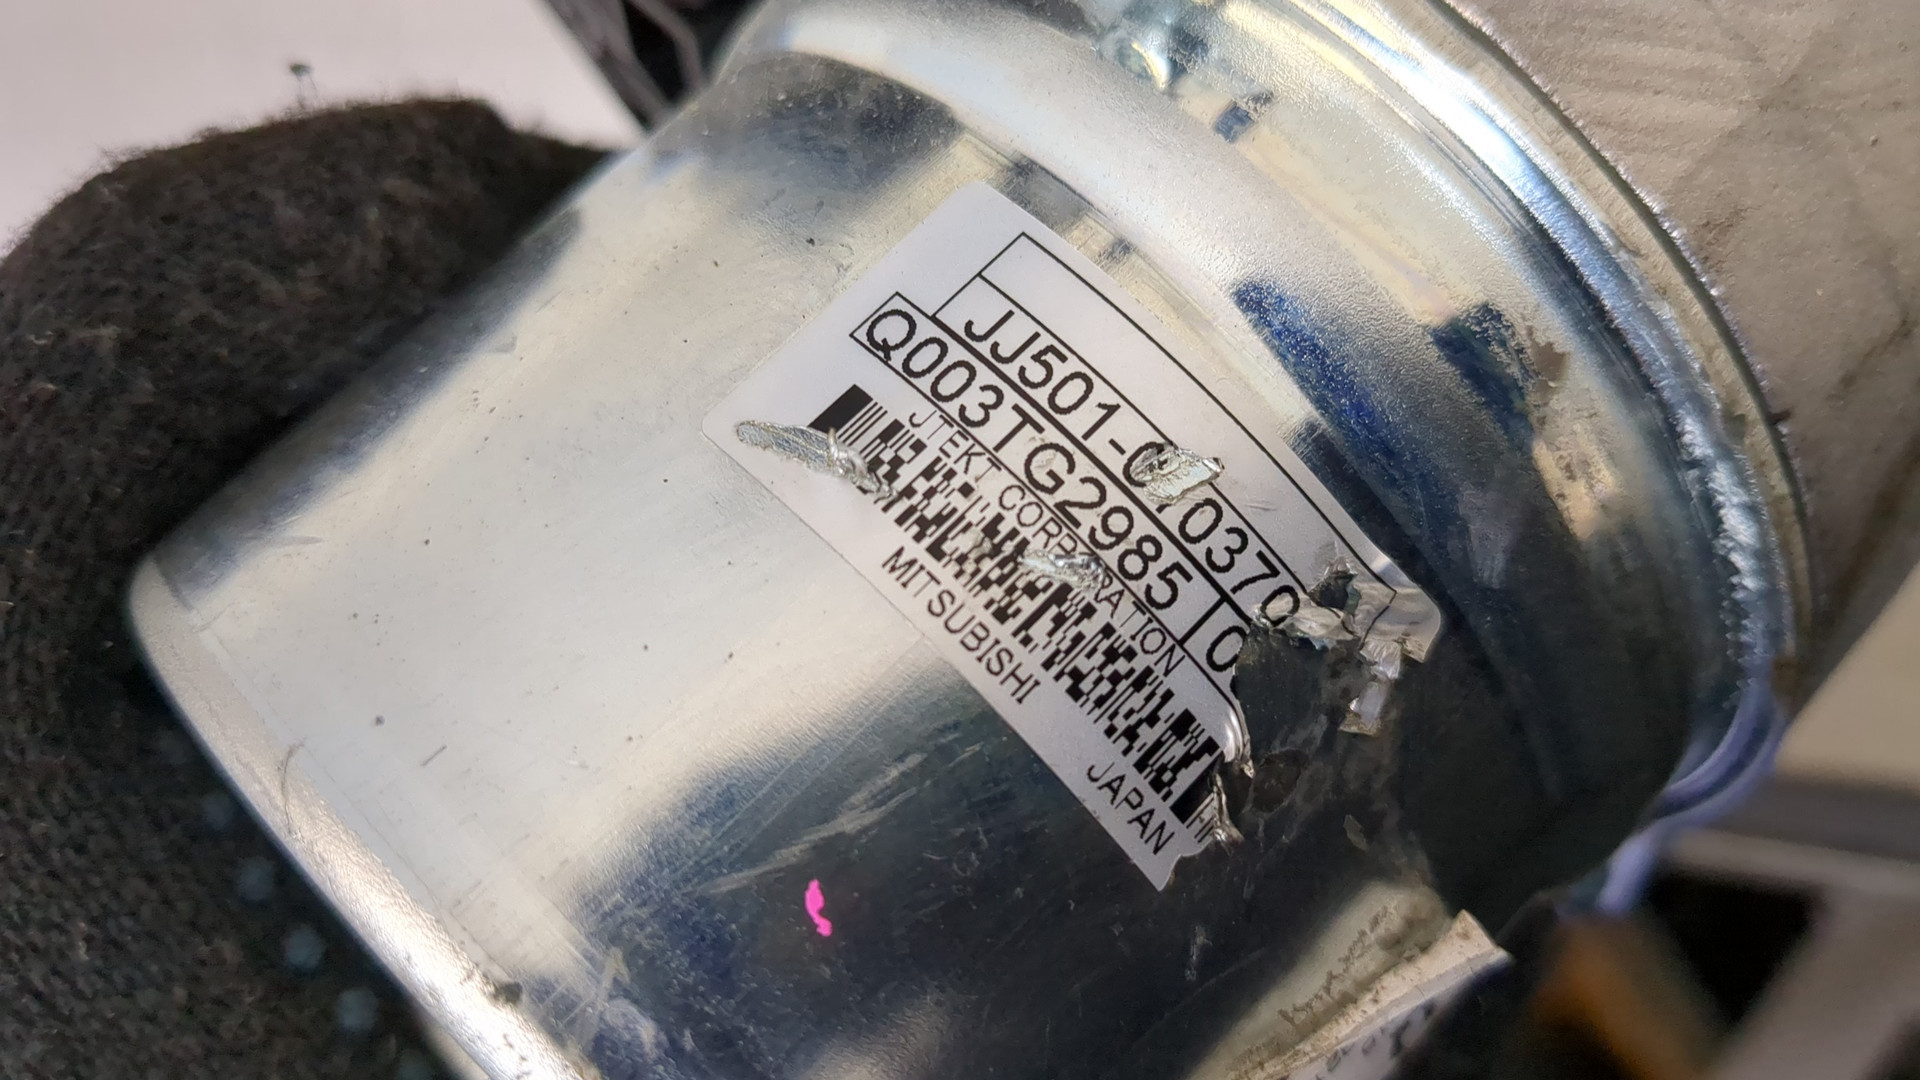 JJ501-0
Q003TG2985
JTEKT CORPORATION
MITSUBISHI
JAPAN